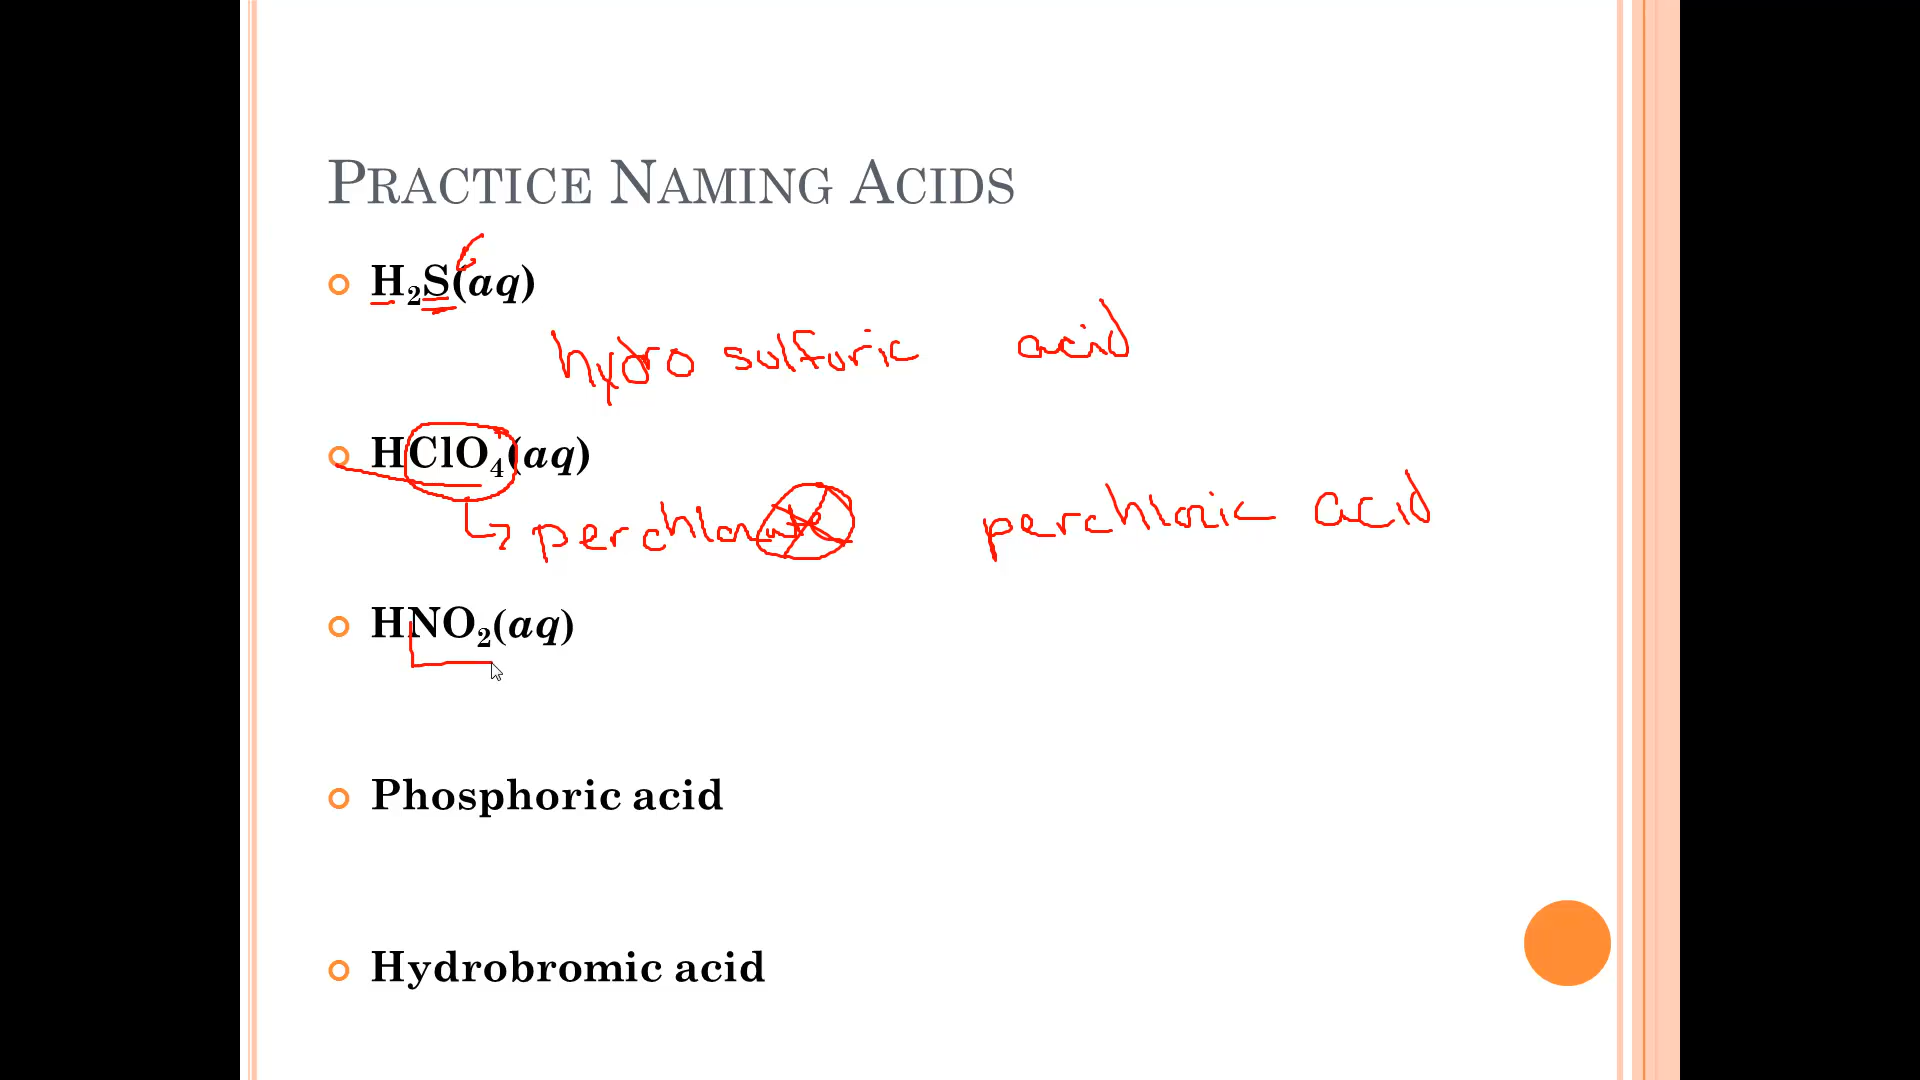 PRACTICE NAMING ACIDS
H₂S(aq)
hydro sulfuric acid
HClO₄(aq)
perchlorate perchloric acid
HNO₂(aq)
Phosphoric acid
Hydrobromic acid